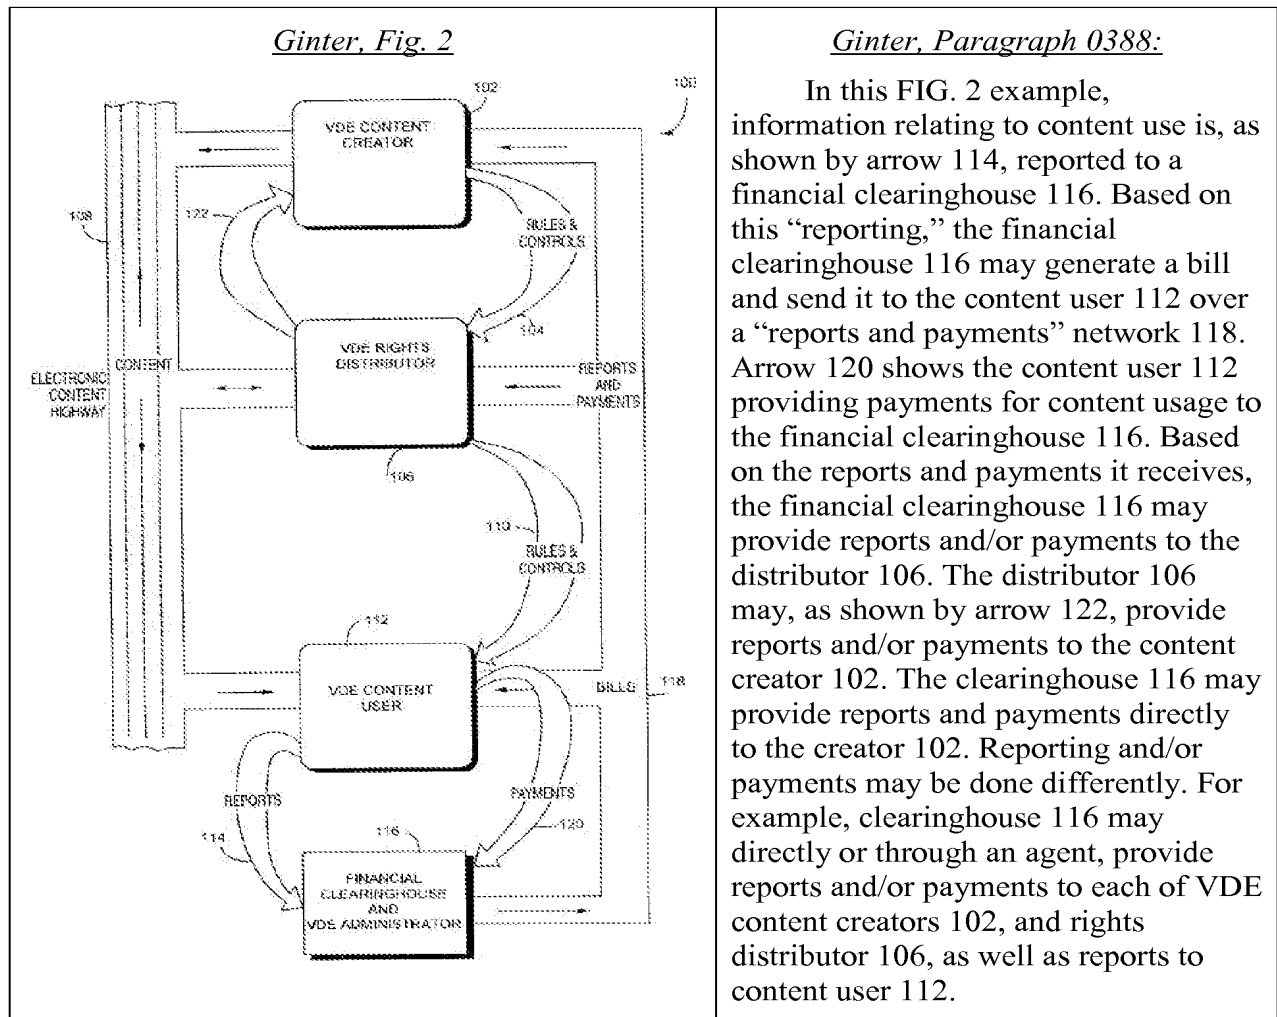 Ginter, Fig. 2
100
102
VDE CONTENT
CREATOR
108
122
RULES &
CONTROLS
104
VDE RIGHTS
DISTRIBUTOR
CONTENT
ELECTRONIC
CONTENT
HIGHWAY
REPORTS
AND
PAYMENTS
106
110
RULES &
CONTROLS
112
VDE CONTENT
USER
BILLS
118
REPORTS
PAYMENTS
114
116
120
FINANCIAL
CLEARINGHOUSE
AND
VDE ADMINISTRATOR
Ginter, Paragraph 0388:
In this FIG. 2 example,
information relating to content use is, as
shown by arrow 114, reported to a
financial clearinghouse 116. Based on
this “reporting,” the financial
clearinghouse 116 may generate a bill
and send it to the content user 112 over
a “reports and payments” network 118.
Arrow 120 shows the content user 112
providing payments for content usage to
the financial clearinghouse 116. Based
on the reports and payments it receives,
the financial clearinghouse 116 may
provide reports and/or payments to the
distributor 106. The distributor 106
may, as shown by arrow 122, provide
reports and/or payments to the content
creator 102. The clearinghouse 116 may
provide reports and payments directly
to the creator 102. Reporting and/or
payments may be done differently. For
example, clearinghouse 116 may
directly or through an agent, provide
reports and/or payments to each of VDE
content creators 102, and rights
distributor 106, as well as reports to
content user 112.